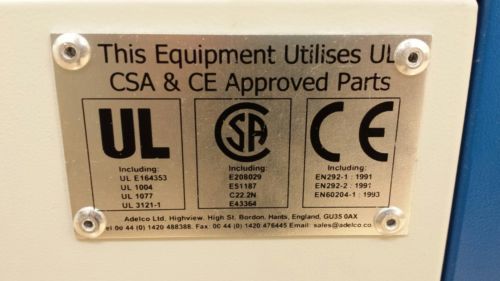 This Equipment Utilises UL
CSA & CE Approved Parts
UL
Including:
UL E164353
UL 1004
UL 1077
UL 3121-1
CSA
Including:
E208029
E51187
C22.2N
E43364
CE
Including:
EN292-1 : 1991
EN292-2 : 1991
EN60204-1 : 1993
Adelco Ltd, Highview, High St. Bordon, Hants, England, GU35 0AX
Tel 00 44 (0) 1420 488388. Fax: 00 44 (0) 1420 476445 Email: sales@adelco.co